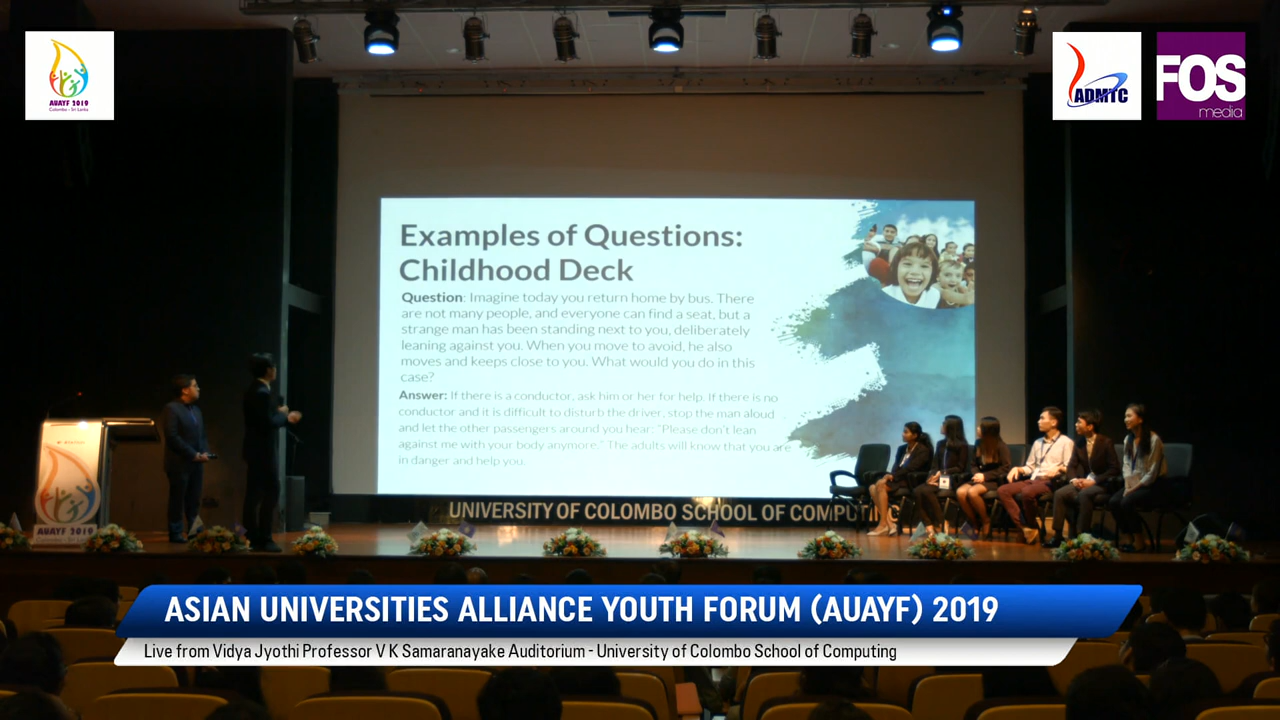 AUAYF 2019
Colombo - Sri Lanka
ADMTC
FOS
media
Examples of Questions:
Childhood Deck
Question: Imagine today you return home by bus. There
are not many people, and everyone can find a seat, but a
strange man has been standing next to you, deliberately
leaning against you. When you move to avoid, he also
moves and keeps close to you. What would you do in this
case?
Answer: If there is a conductor, ask him or her for help. If there is no
conductor and it is difficult to disturb the driver, stop the man aloud
and let the other passengers around you hear: "Please don't lean
against me with your body anymore." The adults will know that you are
in danger and help you.
AUAYF 2019
Colombo - Sri Lanka
UNIVERSITY OF COLOMBO SCHOOL OF COMPUTING
ASIAN UNIVERSITIES ALLIANCE YOUTH FORUM (AUAYF) 2019
Live from Vidya Jyothi Professor V K Samaranayake Auditorium - University of Colombo School of Computing